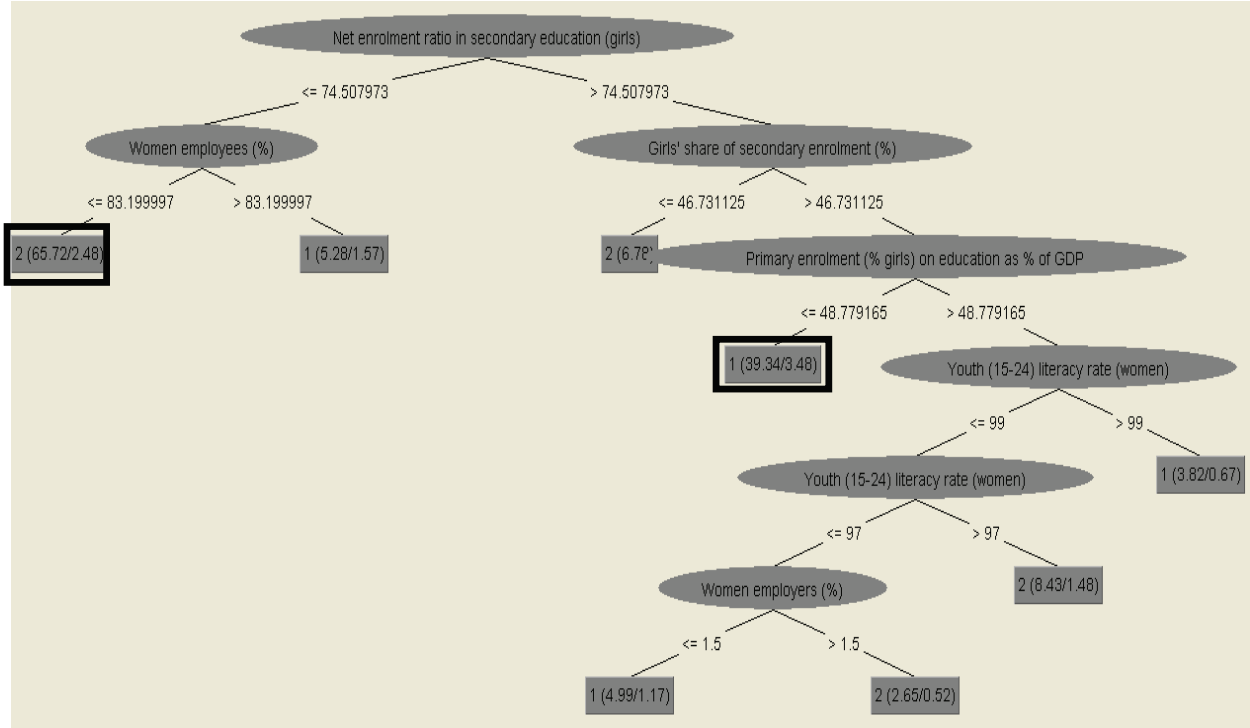 Net enrolment ratio in secondary education (girls)
<= 74.507973 > 74.507973
Women employees (%) Girls' share of secondary enrolment (%)
<= 83.199997 > 83.199997 <= 46.731125 > 46.731125
2 (65.72/2.48) 1 (5.28/1.57) 2 (6.78) Primary enrolment (% girls) on education as % of GDP
<= 48.779165 > 48.779165
1 (39.34/3.48) Youth (15-24) literacy rate (women)
<= 99 > 99
Youth (15-24) literacy rate (women) 1 (3.82/0.67)
<= 97 > 97
Women employers (%) 2 (8.43/1.48)
<= 1.5 > 1.5
1 (4.99/1.17) 2 (2.65/0.52)